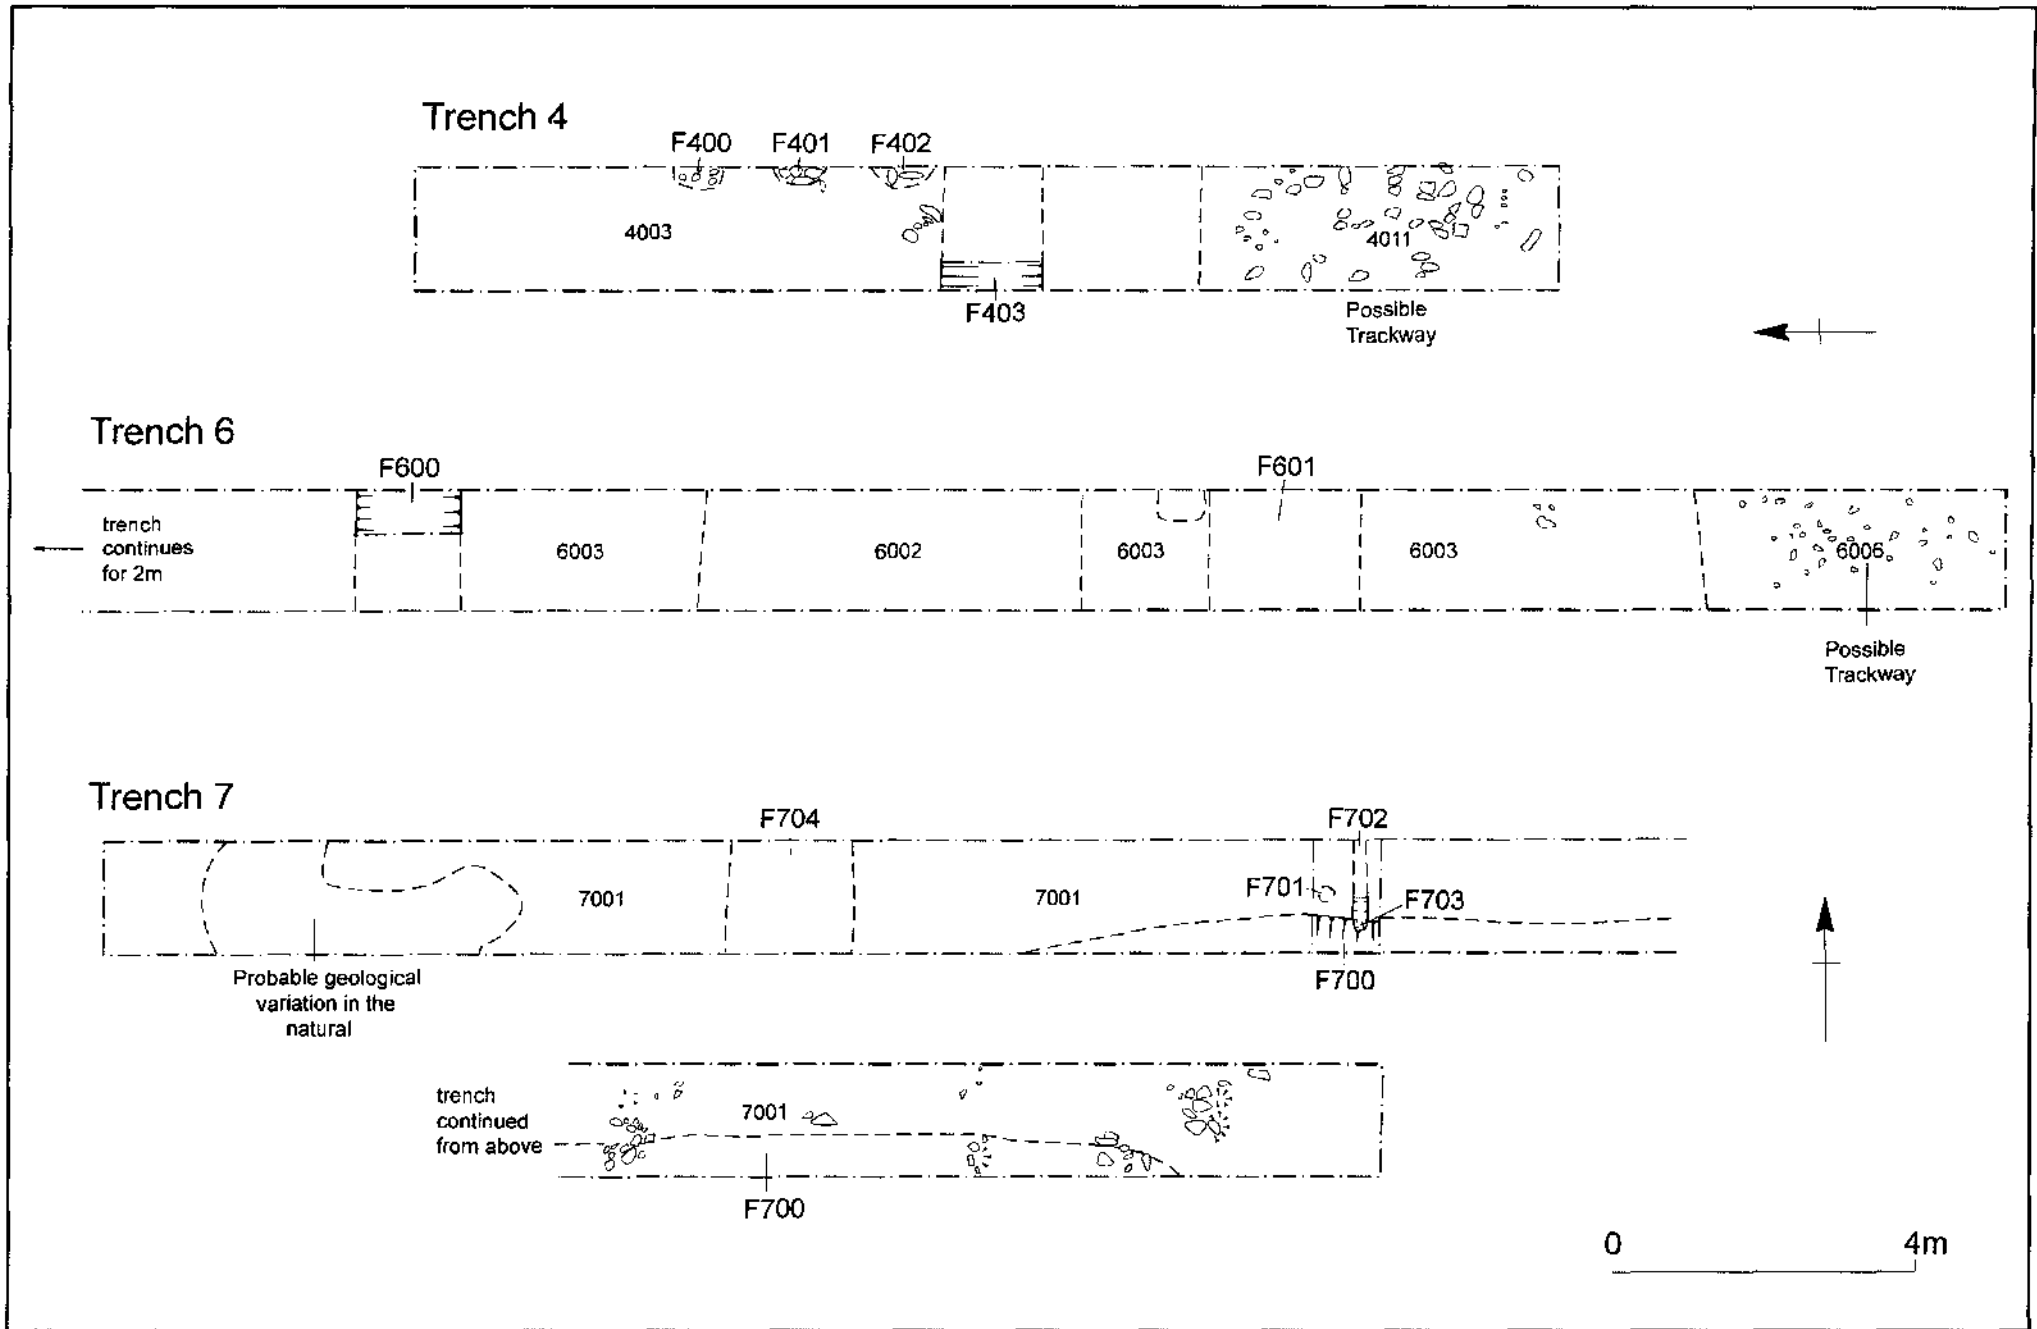 Trench 4
F400
F401
F402
4003
4011
F403
Possible
Trackway
Trench 6
F600
F601
trench
continues
for 2m
6003
6002
6003
6003
6006
Possible
Trackway
Trench 7
F704
F702
7001
7001
F701
F703
F700
Probable geological
variation in the
natural
trench
continued
from above
7001
F700
0
4m